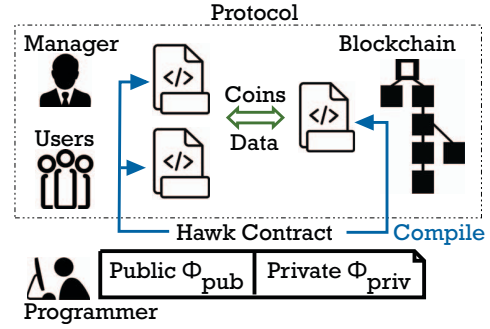 Protocol
Manager
Blockchain
</>
</>
</>
Coins
Data
Users
Hawk Contract
Compile
Public Φpub
Private Φpriv
Programmer